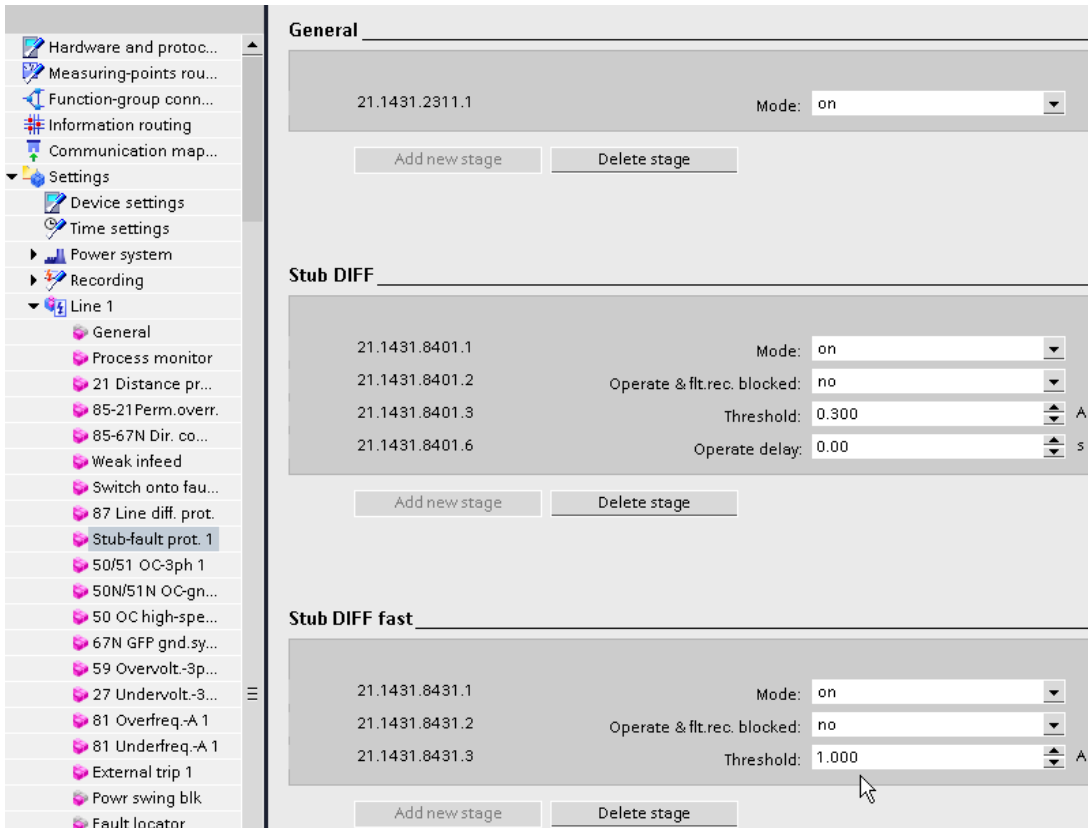 Hardware and protoc...
Measuring-points rou...
Function-group conn...
Information routing
Communication map...
Settings
Device settings
Time settings
Power system
Recording
Line 1
General
Process monitor
21 Distance pr...
85-21Perm.overr.
85-67N Dir. co...
Weak infeed
Switch onto fau...
87 Line diff. prot.
Stub-fault prot. 1
50/51 OC-3ph 1
50N/51N OC-gn...
50 OC high-spe...
67N GFP gnd.sy...
59 Overvolt.-3p...
27 Undervolt.-3...
81 Overfreq.-A 1
81 Underfreq.-A 1
External trip 1
Powr swing blk
Fault locator
General
21.1431.2311.1 Mode: on
Add new stage Delete stage
Stub DIFF
21.1431.8401.1 Mode: on
21.1431.8401.2 Operate & flt.rec. blocked: no
21.1431.8401.3 Threshold: 0.300 A
21.1431.8401.6 Operate delay: 0.00 s
Add new stage Delete stage
Stub DIFF fast
21.1431.8431.1 Mode: on
21.1431.8431.2 Operate & flt.rec. blocked: no
21.1431.8431.3 Threshold: 1.000 A
Add new stage Delete stage